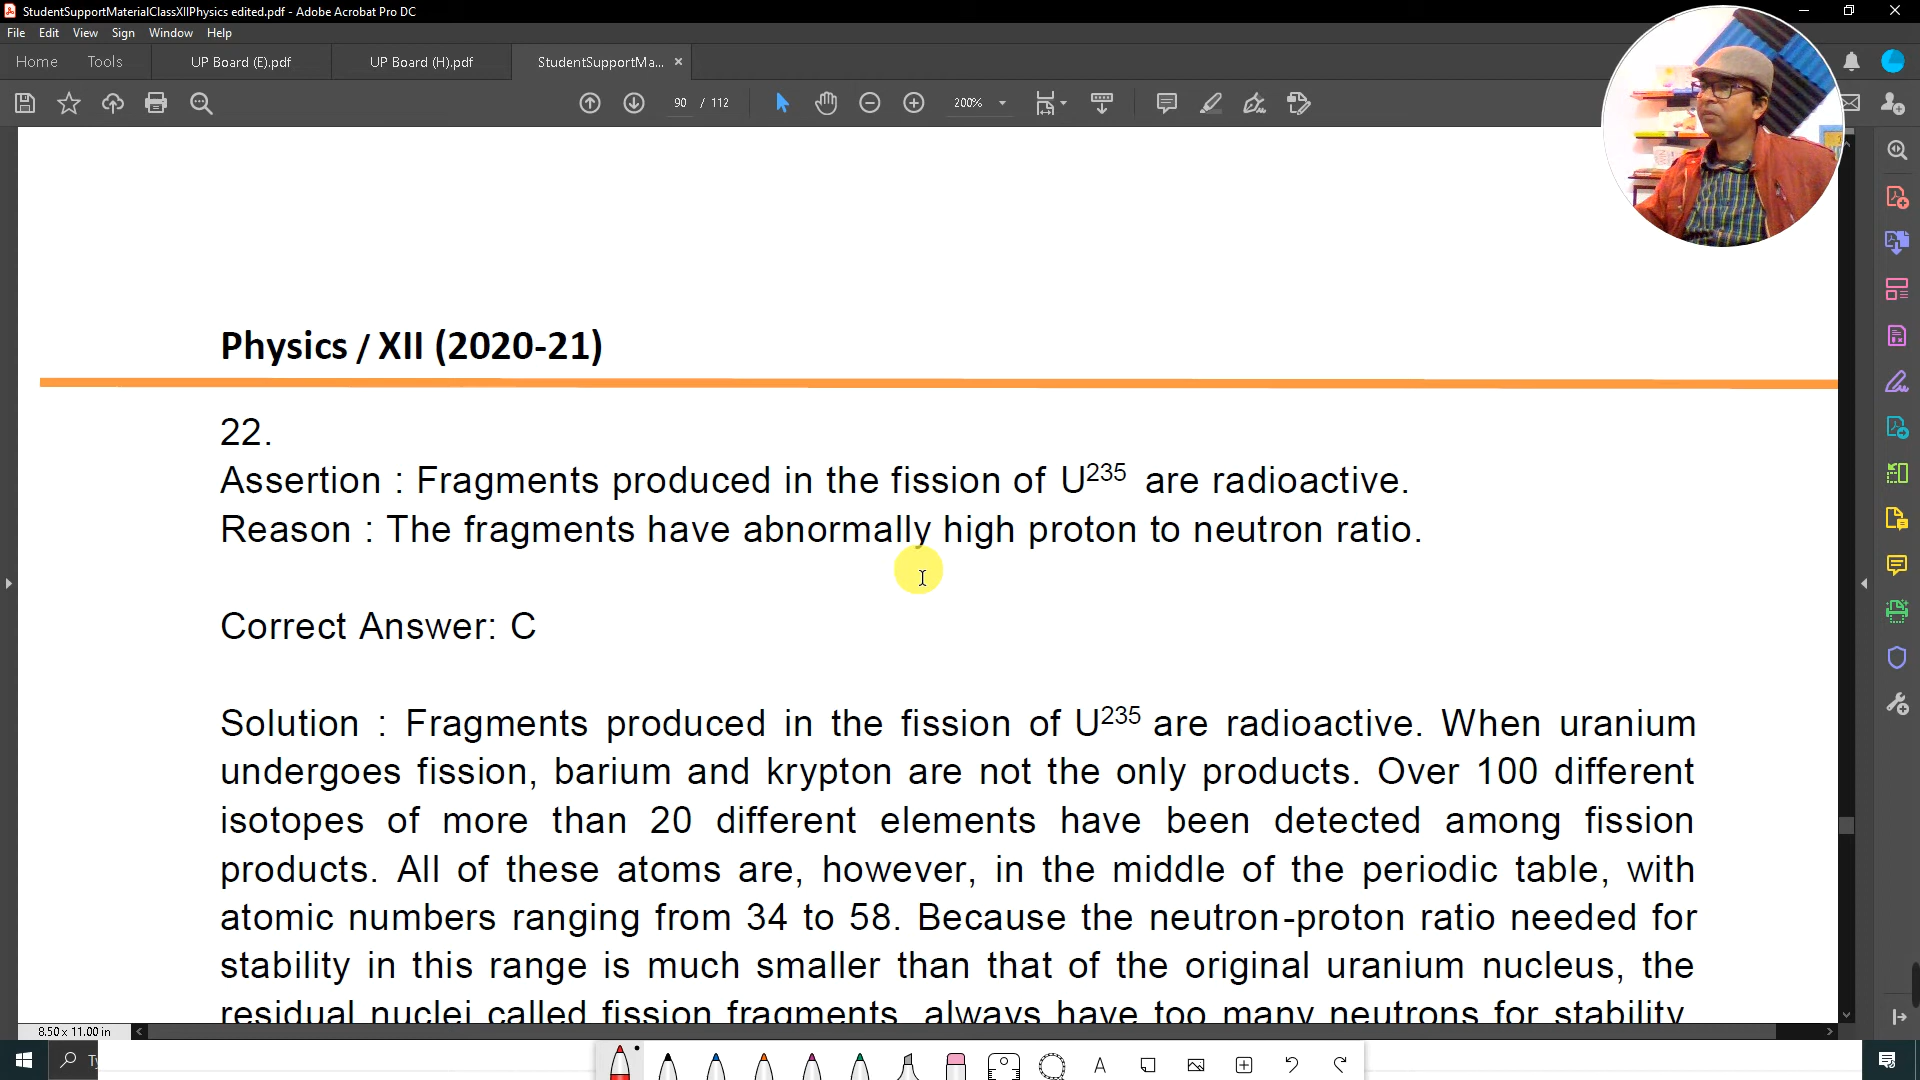 StudentSupportMaterialClassXIIPhysics edited.pdf - Adobe Acrobat Pro DC
File Edit View Sign Window Help
Home Tools UP Board (E).pdf UP Board (H).pdf StudentSupportMa... ×
90 / 112 200%
Physics / XII (2020-21)
22.
Assertion : Fragments produced in the fission of U²³⁵ are radioactive.
Reason : The fragments have abnormally high proton to neutron ratio.
Correct Answer: C
Solution : Fragments produced in the fission of U²³⁵ are radioactive. When uranium
undergoes fission, barium and krypton are not the only products. Over 100 different
isotopes of more than 20 different elements have been detected among fission
products. All of these atoms are, however, in the middle of the periodic table, with
atomic numbers ranging from 34 to 58. Because the neutron-proton ratio needed for
stability in this range is much smaller than that of the original uranium nucleus, the
residual nuclei called fission fragments, always have too many neutrons for stability.
8.50 x 11.00 in